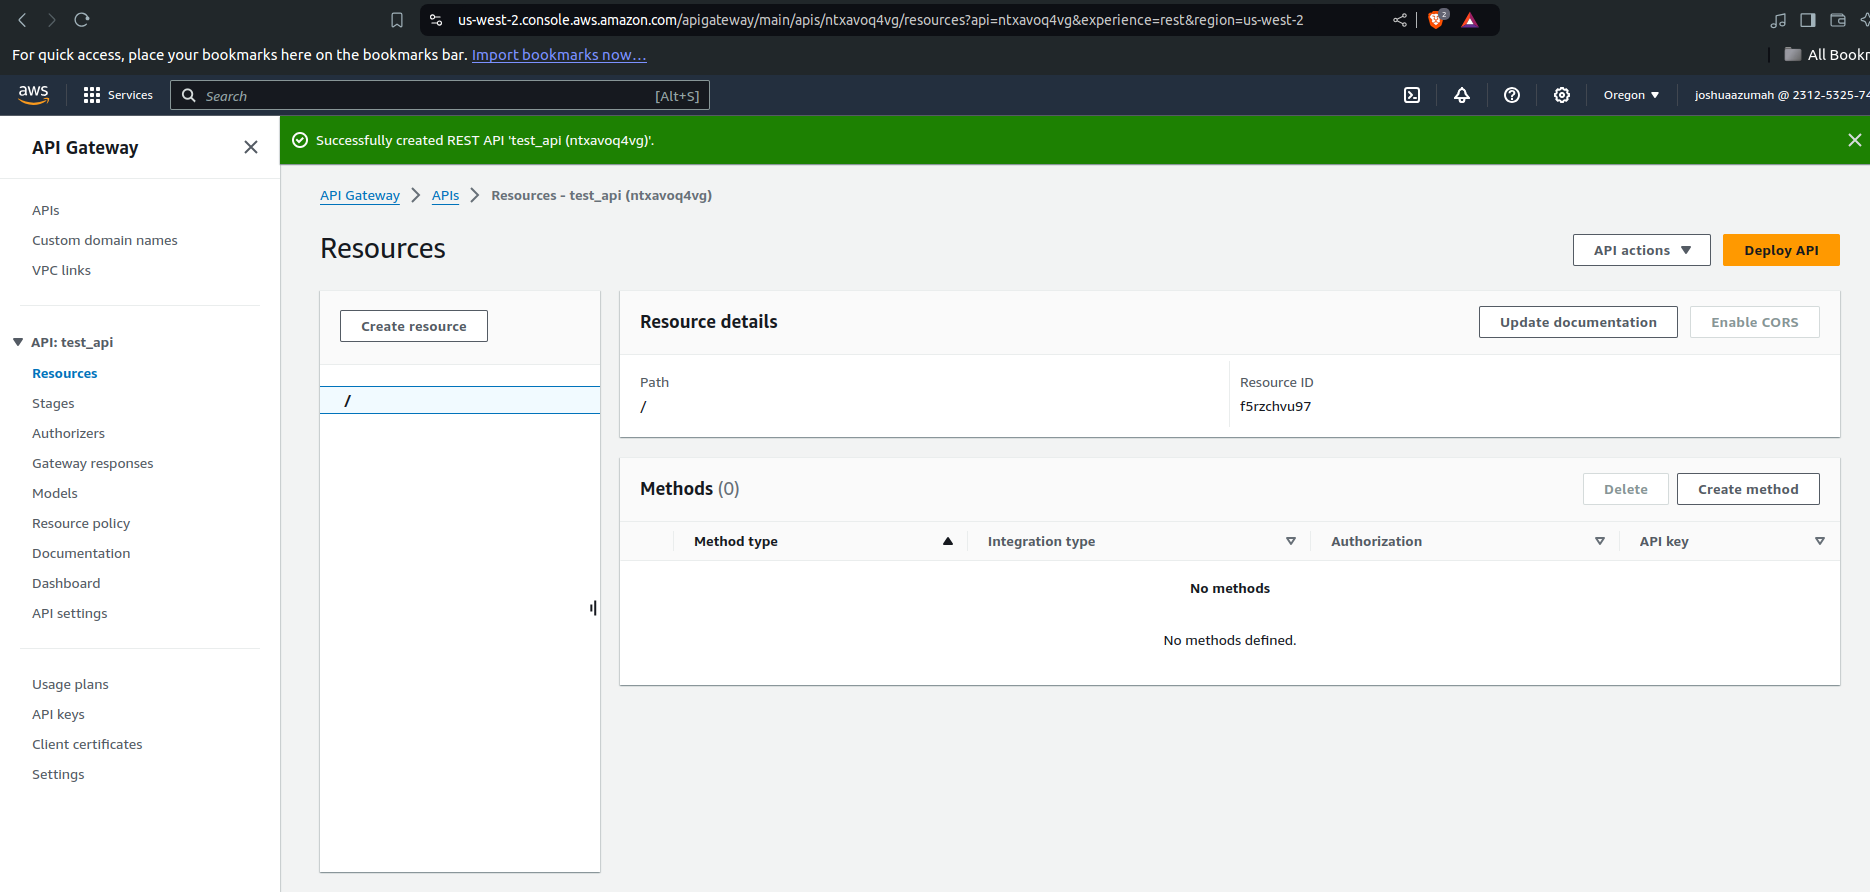 us-west-2.console.aws.amazon.com/apigateway/main/apis/ntxavoq4vg/resources?api=ntxavoq4vg&experience=rest&region=us-west-2
2
For quick access, place your bookmarks here on the bookmarks bar. Import bookmarks now...
All Bookr
aws
Services
Search
[Alt+S]
Oregon
joshuaazumah @ 2312-5325-74
API Gateway
Successfully created REST API 'test_api (ntxavoq4vg)'.
API Gateway
APIs
Resources - test_api (ntxavoq4vg)
APIs
Custom domain names
VPC links
API: test_api
Resources
Stages
Authorizers
Gateway responses
Models
Resource policy
Documentation
Dashboard
API settings
Usage plans
API keys
Client certificates
Settings
Resources
API actions
Deploy API
Create resource
/
Resource details
Update documentation
Enable CORS
Path
/
Resource ID
f5rzchvu97
Methods (0)
Delete
Create method
Method type
Integration type
Authorization
API key
No methods
No methods defined.